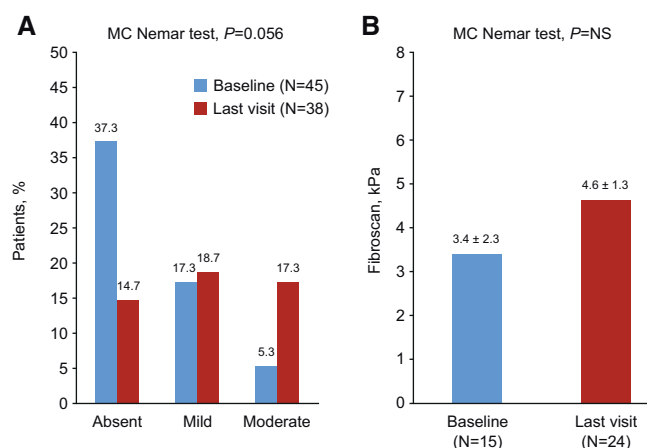 A
MC Nemar test, P=0.056
Patients, %
50
45
40
35
30
25
20
15
10
5
0
Baseline (N=45)
Last visit (N=38)
37.3
14.7
17.3
18.7
5.3
17.3
Absent
Mild
Moderate
B
MC Nemar test, P=NS
Fibroscan, kPa
8
7
6
5
4
3
2
1
0
3.4 ± 2.3
4.6 ± 1.3
Baseline
(N=15)
Last visit
(N=24)